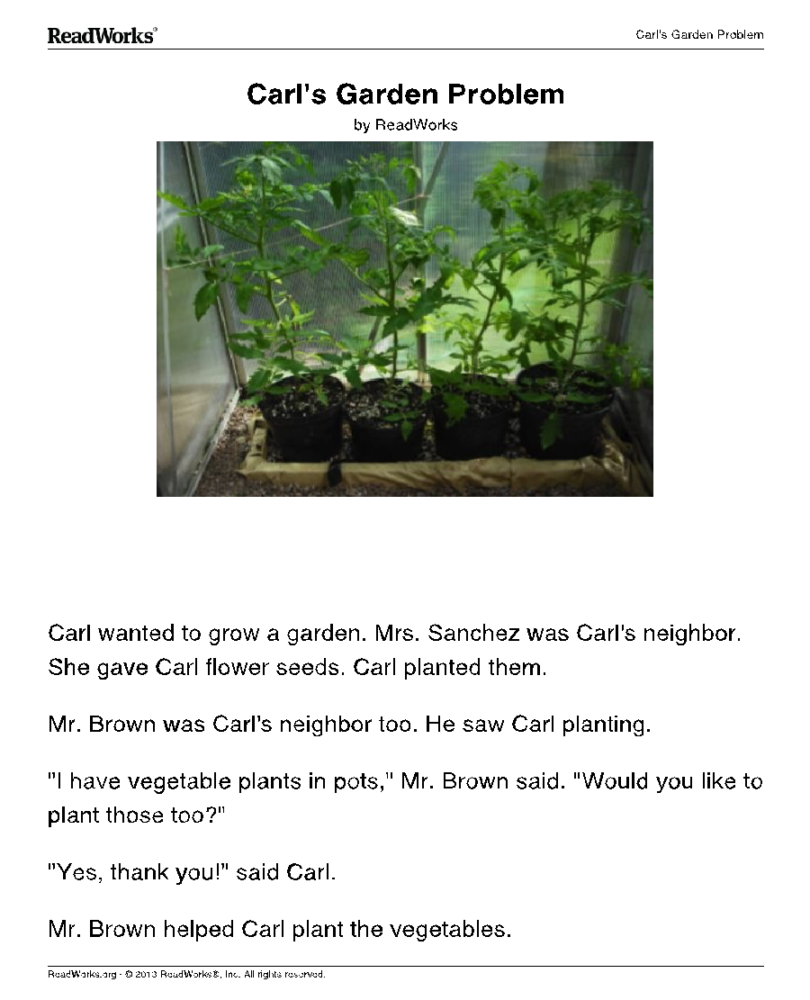 ReadWorks®
Carl's Garden Problem
Carl's Garden Problem
by ReadWorks
Carl wanted to grow a garden. Mrs. Sanchez was Carl's neighbor.
She gave Carl flower seeds. Carl planted them.
Mr. Brown was Carl's neighbor too. He saw Carl planting.
"I have vegetable plants in pots," Mr. Brown said. "Would you like to
plant those too?"
"Yes, thank you!" said Carl.
Mr. Brown helped Carl plant the vegetables.
ReadWorks.org · © 2013 ReadWorks®, Inc. All rights reserved.